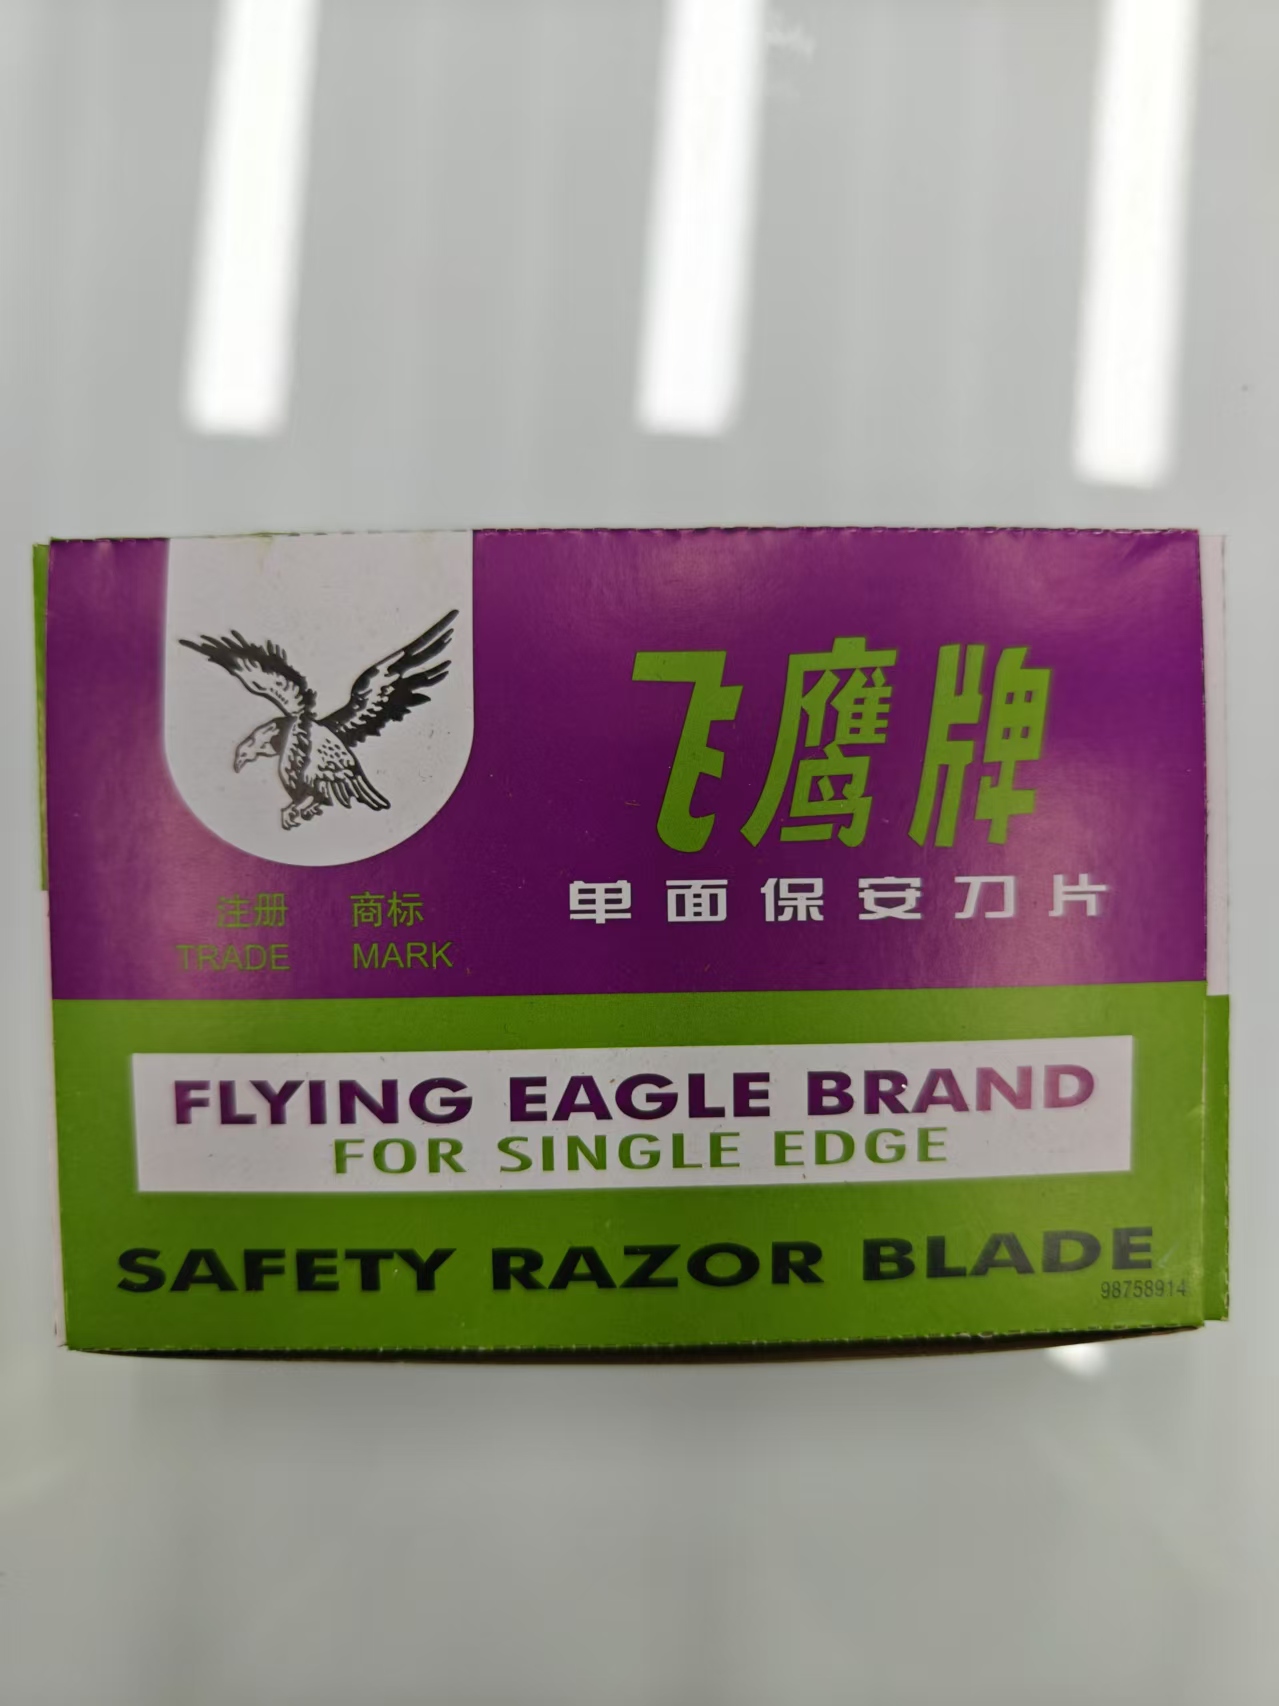 飞鹰牌
单面保安刀片
注册 商标
TRADE MARK
FLYING EAGLE BRAND
FOR SINGLE EDGE
SAFETY RAZOR BLADE
98758914